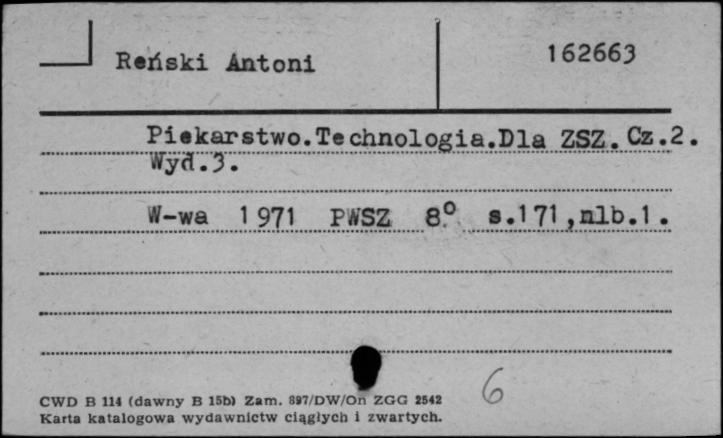 Reński Antoni
162663
Piekarstwo.Technologia.Dla ZSZ. Cz.2.
Wyd.3.
W-wa 1971 PWSZ 8° s.171,nlb.1.
6
CWD B 114 (dawny B 15b) Zam. 897/DW/On ZGG 2542
Karta katalogowa wydawnictw ciągłych i zwartych.